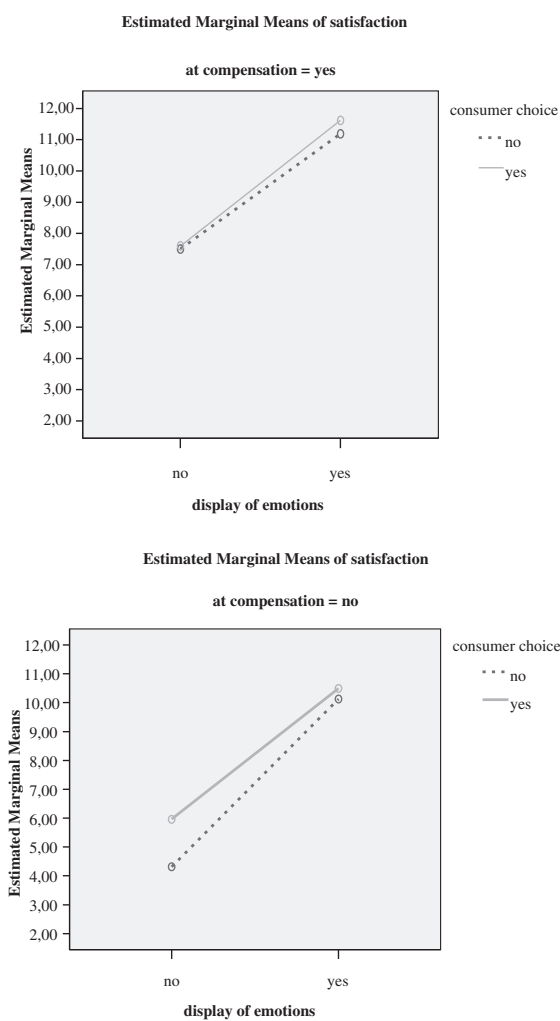 Estimated Marginal Means of satisfaction
at compensation = yes
Estimated Marginal Means
12,00
11,00
10,00
9,00
8,00
7,00
6,00
5,00
4,00
3,00
2,00
no
yes
display of emotions
consumer choice
no
yes
Estimated Marginal Means of satisfaction
at compensation = no
Estimated Marginal Means
12,00
11,00
10,00
9,00
8,00
7,00
6,00
5,00
4,00
3,00
2,00
no
yes
display of emotions
consumer choice
no
yes